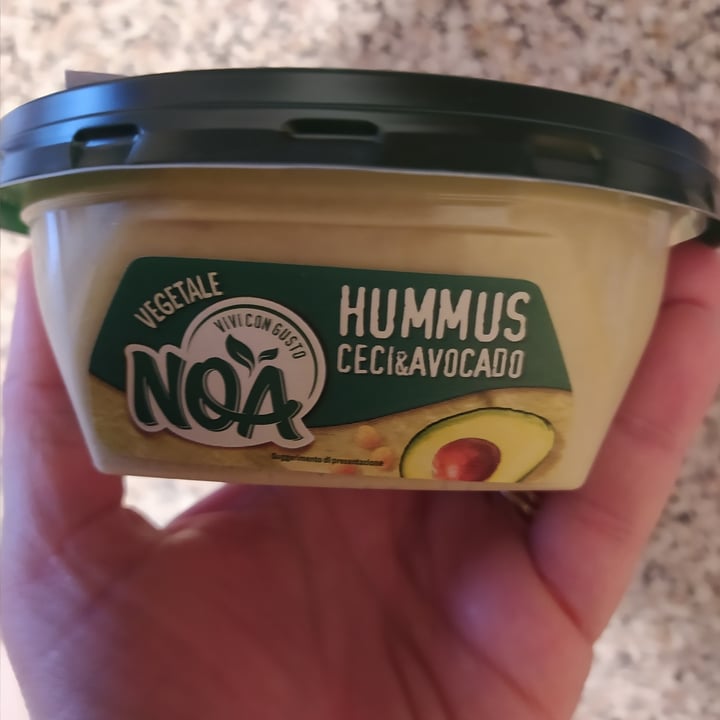 VEGETALE
VIVI CON GUSTO
NOA
HUMMUS
CECI&AVOCADO
Suggerimento di presentazione